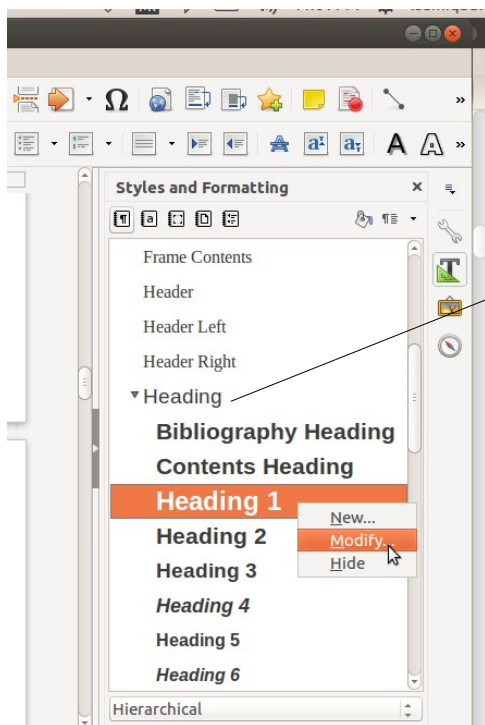 Styles and Formatting
Frame Contents
Header
Header Left
Header Right
Heading
Bibliography Heading
Contents Heading
Heading 1
New...
Heading 2
Modify...
Heading 3
Hide
Heading 4
Heading 5
Heading 6
Hierarchical